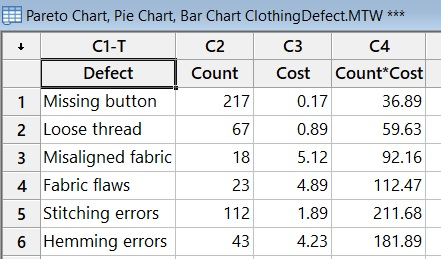 Pareto Chart, Pie Chart, Bar Chart ClothingDefect.MTW ***
C1-T C2 C3 C4
Defect Count Cost Count*Cost
1 Missing button 217 0.17 36.89
2 Loose thread 67 0.89 59.63
3 Misaligned fabric 18 5.12 92.16
4 Fabric flaws 23 4.89 112.47
5 Stitching errors 112 1.89 211.68
6 Hemming errors 43 4.23 181.89